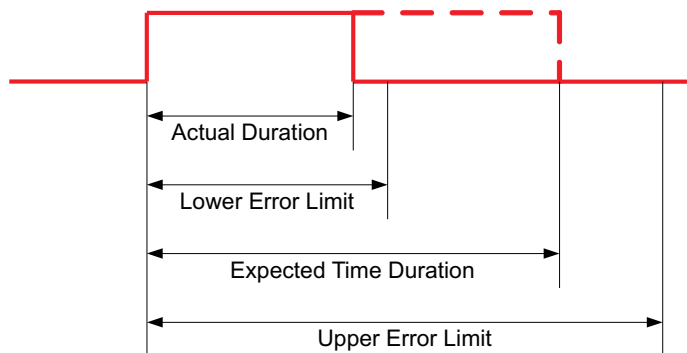 Actual Duration
Lower Error Limit
Expected Time Duration
Upper Error Limit